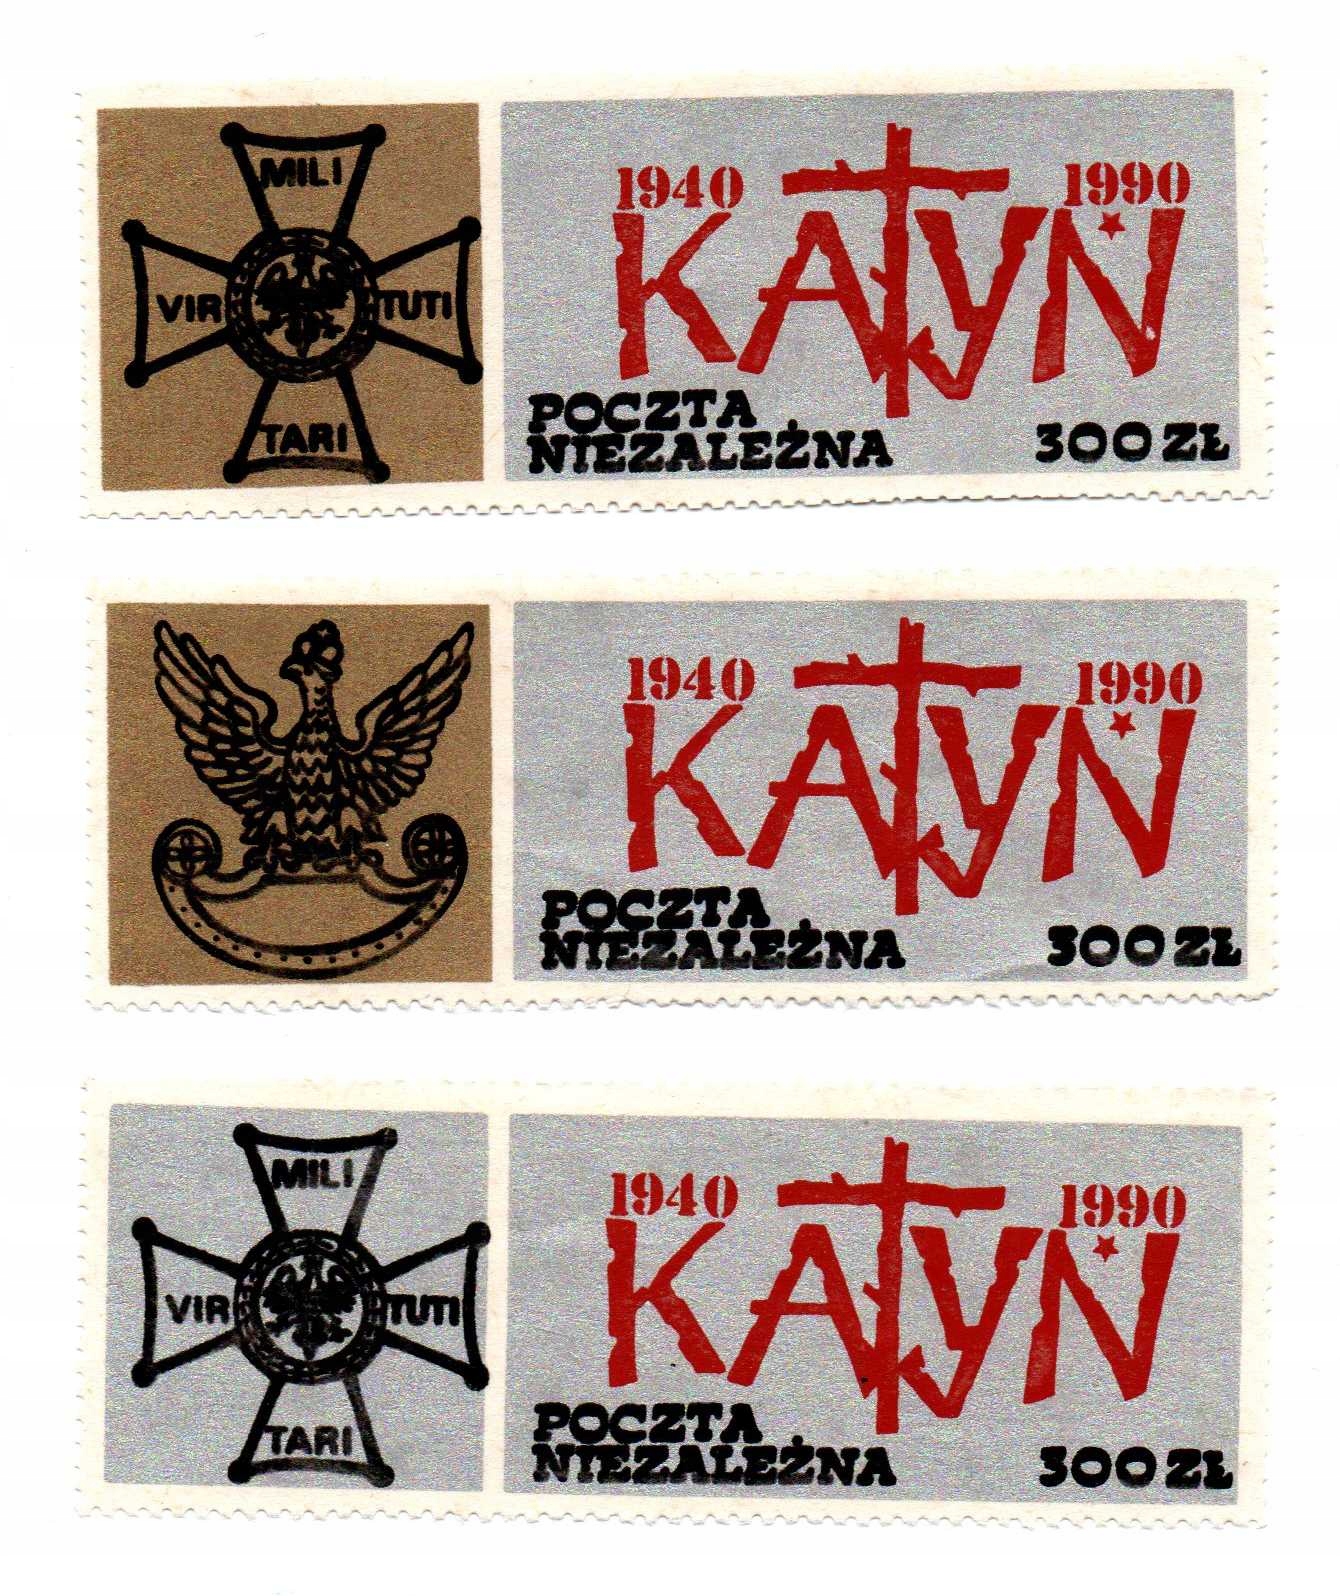 MILI
VIR TUTI
TARI
1940 1990
KATYŃ
POCZTA
NIEZALEŻNA
300 ZŁ
1940 1990
KATYŃ
POCZTA
NIEZALEŻNA
300 ZŁ
MILI
VIR TUTI
TARI
1940 1990
KATYŃ
POCZTA
NIEZALEŻNA
300 ZŁ